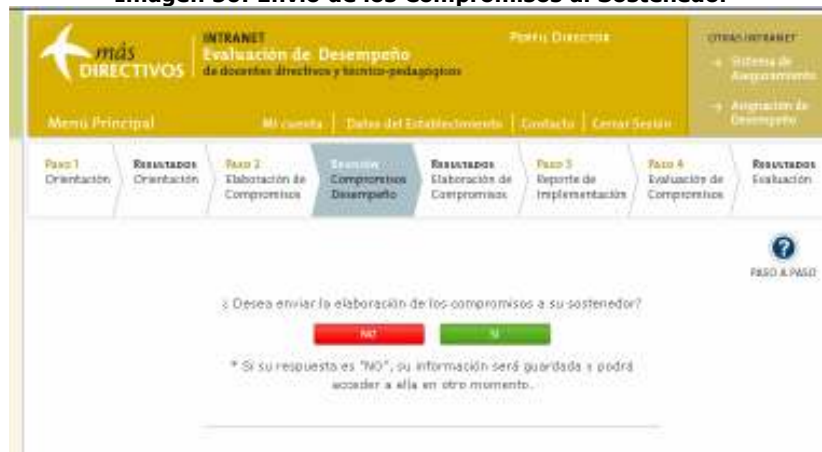 Imagen 36: Envío de los Compromisos al Sostenedor
más
DIRECTIVOS
INTRANET
Evaluación de Desempeño
de docentes directivos y técnico-pedagógicos
PERFIL DIRECTOR
OTRAS INTRANET
Sistema de
Aseguramiento
Asignación de
Desempeño
Menú Principal
Mi cuenta | Datos del Establecimiento | Contacto | Cerrar Sesión
PASO 1
Orientación
RESULTADOS
Orientación
PASO 2
Elaboración de
Compromisos
Compromisos
Desempeño
RESULTADOS
Elaboración de
Compromisos
PASO 3
Reporte de
Implementación
PASO 4
Evaluación de
Compromisos
RESULTADOS
Evaluación
?
PASO A PASO
¿ Desea enviar la elaboración de los compromisos a su sostenedor?
NO
SI
* Si su respuesta es "NO", su información será guardada y podrá
acceder a ella en otro momento.